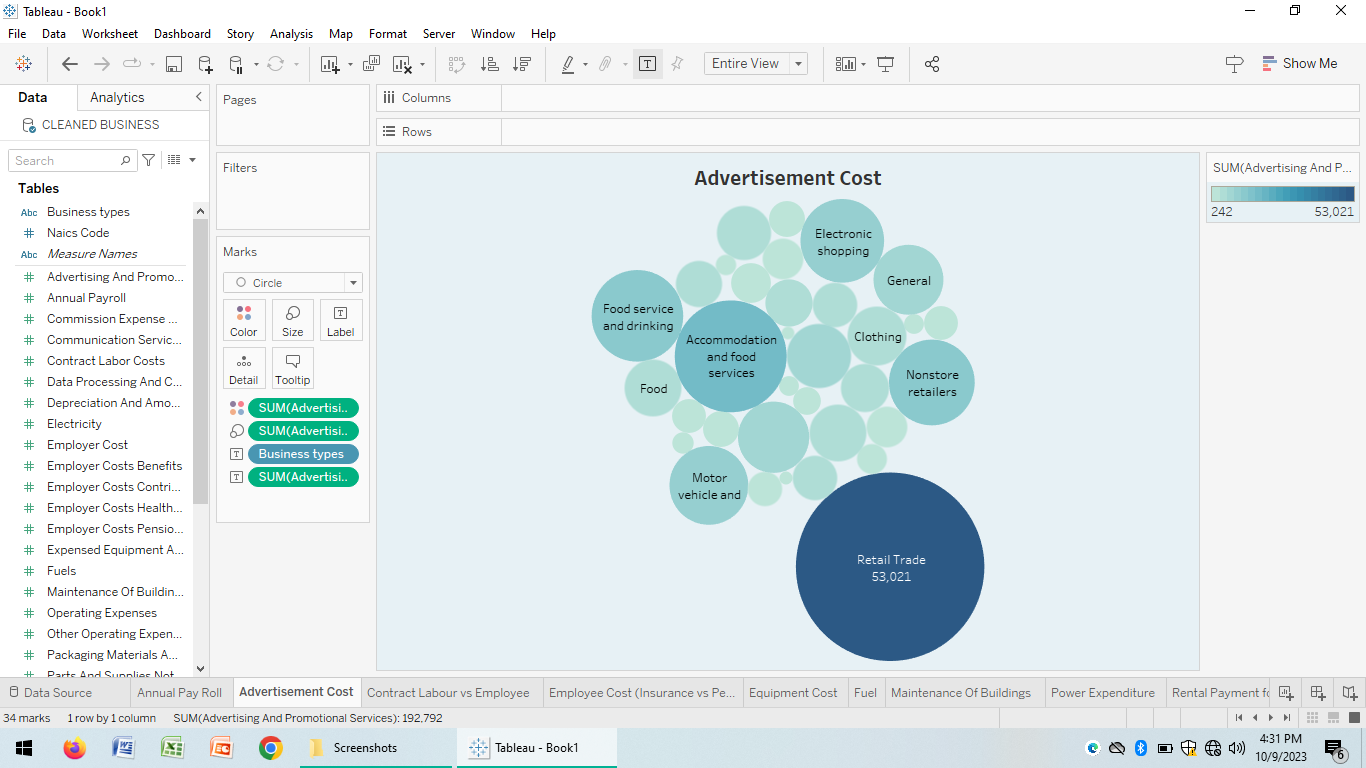 Tableau - Book1
File Data Worksheet Dashboard Story Analysis Map Format Server Window Help
Entire View
Show Me
Data Analytics
CLEANED BUSINESS
Search
Tables
Abc Business types
# Naics Code
Abc Measure Names
# Advertising And Promo...
# Annual Payroll
# Commission Expense ...
# Communication Servic...
# Contract Labor Costs
# Data Processing And C...
# Depreciation And Amo...
# Electricity
# Employer Cost
# Employer Costs Benefits
# Employer Costs Contri...
# Employer Costs Health...
# Employer Costs Pensio...
# Expensed Equipment A...
# Fuels
# Maintenance Of Buildin...
# Operating Expenses
# Other Operating Expen...
# Packaging Materials A...
# Parts And Supplies Not
Pages
Filters
Marks
Circle
Color Size Label
Detail Tooltip
SUM(Advertisi..
SUM(Advertisi..
Business types
SUM(Advertisi..
Columns
Rows
Advertisement Cost
Electronic
shopping
General
Food service
and drinking
Accommodation
and food
services
Clothing
Food
Nonstore
retailers
Motor
vehicle and
Retail Trade
53,021
SUM(Advertising And P...
242 53,021
Data Source Annual Pay Roll Advertisement Cost Contract Labour vs Employee Employee Cost (Insurance vs Pe... Equipment Cost Fuel Maintenance Of Buildings Power Expenditure Rental Payment fo
34 marks 1 row by 1 column SUM(Advertising And Promotional Services): 192,792
Screenshots
Tableau - Book1
4:31 PM
10/9/2023
6